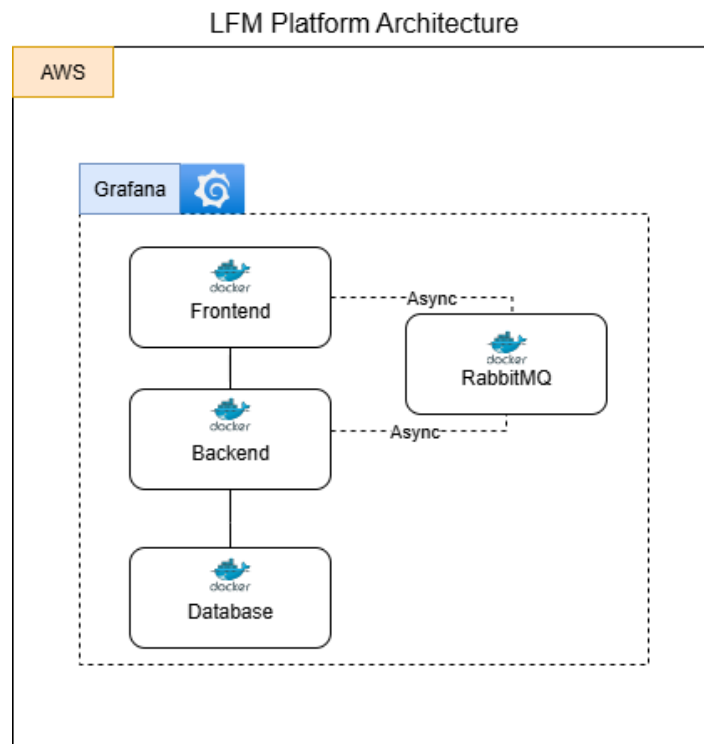 LFM Platform Architecture
AWS
Grafana
docker
Frontend
Async
docker
RabbitMQ
docker
Backend
Async
docker
Database